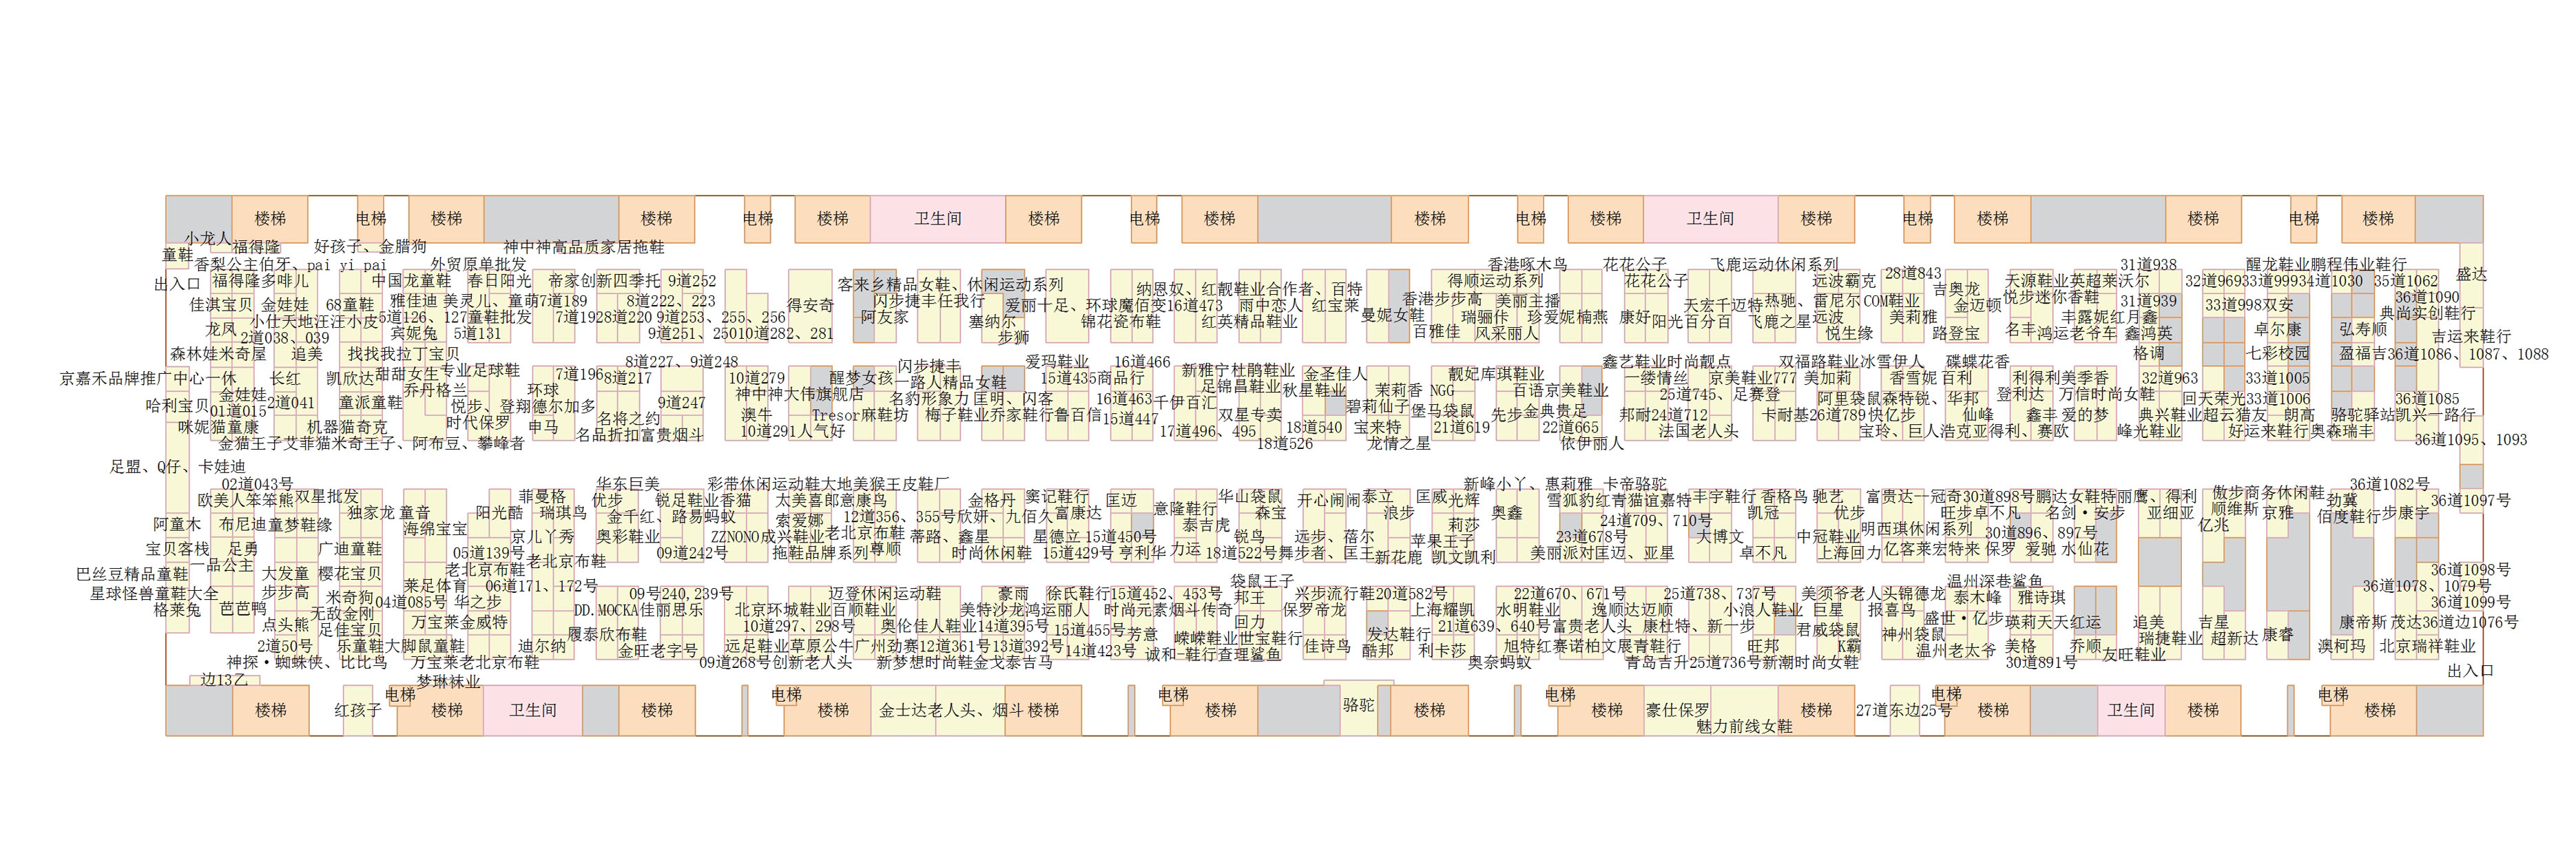 楼梯
电梯
楼梯
楼梯
电梯
楼梯
卫生间
楼梯
电梯
楼梯
楼梯
电梯
楼梯
卫生间
楼梯
电梯
楼梯
楼梯
电梯
楼梯
小龙人
福得隆
好孩子、金腊狗
神中神高品质家居拖鞋
童鞋
香梨公主伯牙、pai yi pai
外贸原单批发
香港啄木鸟
花花公子
飞鹿运动休闲系列
31道938
醒龙鞋业鹏程伟业鞋行
盛达
出入口
福得隆多啡儿
中国龙童鞋
春日阳光
帝家创新四季托
9道252
客来乡精品女鞋、休闲运动系列
纳恩奴、红靓鞋业合作者、百特
得顺运动系列
花花公子
远波霸克
28道843
吉奥龙
天源鞋业英超莱沃尔
32道969
33道999
34道1030
35道1062
佳淇宝贝
金娃娃
68童鞋
雅佳迪
美灵儿、童萌
7道189
8道222、223
得安奇
闪步捷丰任我行
爱丽十足、环球魔佰变
16道473
雨中恋人
红宝莱
香港步步高
美丽主播
天宏千迈特
热驰、雷尼尔
COM鞋业
金迈顿
悦步迷你香鞋
31道939
33道998
双安
36道1090
典尚实创鞋行
龙凤
小仕天地汪汪小皮
5道126、127童鞋批发
7道192
8道220
9道253、255、256
阿友家
塞纳尔
锦花瓷布鞋
红英精品鞋业
曼妮女鞋
瑞骊佧
珍爱妮
楠燕
康好
阳光百分百
飞鹿之星
远波
美莉雅
丰露妮红月鑫
2道038、039
宾妮兔
5道131
9道251、250
10道282、281
步狮
百雅佳
风采丽人
悦生缘
路登宝
名丰
鸿运老爷车
鑫鸿英
卓尔康
弘寿顺
吉运来鞋行
森林娃米奇屋
追美
找找我拉丁宝贝
8道227、9道248
闪步捷丰
爱玛鞋业
16道466
新雅宁杜鹃鞋业
鑫艺鞋业时尚靓点
双福路鞋业冰雪伊人
碟碟花香
格调
七彩校园
盈福吉
36道1086、1087、1088
京嘉禾品牌推广中心一休
长红
凯欣达
甜甜女生专业足球鞋
7道196
8道217
10道279
醒梦女孩
一路人精品女鞋
15道435商品行
足锦昌鞋业
金圣佳人
靓妃库琪鞋业
一缕情丝
京美鞋业777
美加莉
香雪妮
百利
利得利美季香
32道963
33道1005
金娃娃
乔丹格兰
环球
神中神大伟旗舰店
名豹形象力
匡明、闪客
16道463
秋星鞋业
茉莉香
NGG
百语京美鞋业
25道745、足赛登
阿里袋鼠森特锐、华邦
登利达
万信时尚女鞋
回天荣光
33道1006
36道1085
哈利宝贝
01道015
2道041
童派童鞋
悦步、登翔德尔加多
名将之约
9道247
澳牛
Tresor麻鞋坊
梅子鞋业乔家鞋行鲁百信
15道447
千伊百汇
双星专卖
碧莉仙子
堡马袋鼠
先步金典贵足
邦耐
24道712
卡耐基
26道789
快亿步
仙峰
鑫丰
爱的梦
典兴鞋业超云猫友
朗高
骆驼驿站
凯兴一路行
咪妮猫童康
机器猫奇克
时代保罗
申马
名品折扣富贵烟斗
10道291人气好
17道496、495
18道540
宝来特
21道619
22道665
法国老人头
宝玲、巨人浩克亚得利、赛欧
峰光鞋业
好运来鞋行奥森瑞丰
金猫王子艾菲猫米奇王子、阿布豆、攀峰者
18道526
龙情之星
依伊丽人
36道1095、1093
足盟、Q仔、卡娃迪
02道043号
华东巨美
彩带休闲运动鞋大地美猴王皮鞋厂
新峰小丫、惠莉雅
卡帝骆驼
36道1082号
欧美人笨笨熊
双星批发
菲曼格
优步
锐足鞋业香猫
太美喜郎意康鸟
金格丹
窦记鞋行
匡迈
华山袋鼠
开心闹闹
泰立
匡威
光辉
雪狐豹红青猫谊嘉特
丰宇鞋行
香格鸟
驰艺
富贵达一冠奇
30道898号
鹏达女鞋特丽鹰、得利
傲步商务休闲鞋
劲冀
36道1097号
独家龙
童音
阳光酷
瑞琪鸟
金千红、路易蚂蚁
索爱娜
12道356、355号
欣妍、九佰久
富康达
意隆鞋行
森宝
浪步
奥鑫
凯冠
优步
旺步卓不凡
名剑·安步
亚细亚
顺维斯
京雅
佰度鞋行
步康宇
阿童木
布尼迪
童梦鞋缘
海绵宝宝
京儿丫秀
奥彩鞋业
ZZNONO成兴鞋业
老北京布鞋
蒂路、鑫星
星德立
15道450号
泰吉虎
锐鸟
远步、蓓尔
莉莎
苹果王子
24道709、710号
23道678号
大博文
中冠鞋业
明西琪休闲系列
30道896、897号
亿兆
宝贝客栈
足勇
广迪童鞋
05道139号
09道242号
拖鞋品牌系列
尊顺
时尚休闲鞋
15道429号
亨利华
力运
18道522号
舞步者、匡王
新花鹿
凯文凯利
美丽派对
匡迈、亚星
卓不凡
上海回力
亿客莱宏特来
保罗
爱驰
水仙花
一品公主
老北京布鞋
老北京布鞋
巴丝豆精品童鞋
大发童
樱花宝贝
袋鼠王子
温州深巷鲨鱼
36道1098号
星球怪兽童鞋大全
步步高
米奇狗
莱足体育
06道171、172号
09号240,239号
迈登休闲运动鞋
豪雨
徐氏鞋行
15道452、453号
邦王
兴步流行鞋
20道582号
22道670、671号
25道738、737号
美须爷老人头锦德龙
泰木峰
雅诗琪
36道1078、1079号
格莱兔
芭芭鸭
无敌金刚
04道085号
华之步
DD.MOCKA佳丽思乐
北京环城鞋业百顺鞋业
美特沙龙鸿运丽人
时尚元素烟斗传奇
保罗帝龙
上海耀凯
水明鞋业
逸顺达迈顺
小浪人鞋业
巨星
报喜鸟
盛世·亿步
36道1099号
点头熊
足佳宝贝
万宝莱金威特
履泰欣布鞋
10道297、298号
奥伦佳人鞋业
14道395号
15道455号
芳意
回力
发达鞋行
21道639、640号
富贵老人头、康杜特、新一步
君威袋鼠
神州袋鼠
瑛莉天天红运
追美
吉星
康睿
康帝斯
茂达
36道边1076号
2道50号
乐童鞋大脚鼠童鞋
迪尔纳
金旺老字号
远足鞋业草原公牛
广州劲赛
12道361号
13道392号
14道423号
嵘嵘鞋业世宝鞋行
佳诗鸟
酷邦
利卡莎
旭特红赛诺柏文展青鞋行
旺邦
K霸
温州老太爷
美格
乔顺
瑞捷鞋业
超新达
澳柯玛
北京瑞祥鞋业
神探·蜘蛛侠、比比鸟
万宝莱老北京布鞋
09道268号
创新老人头
新梦想时尚鞋金戈泰吉马
诚和-鞋行查理鲨鱼
奥奈蚂蚁
青岛吉升
25道736号
新潮时尚女鞋
30道891号
友旺鞋业
出入口
边13乙
梦琳袜业
楼梯
红孩子
电梯
楼梯
卫生间
楼梯
电梯
楼梯
金士达老人头、烟斗
楼梯
电梯
楼梯
骆驼
楼梯
电梯
楼梯
豪仕保罗
魅力前线女鞋
楼梯
27道东边25号
电梯
楼梯
卫生间
楼梯
电梯
楼梯